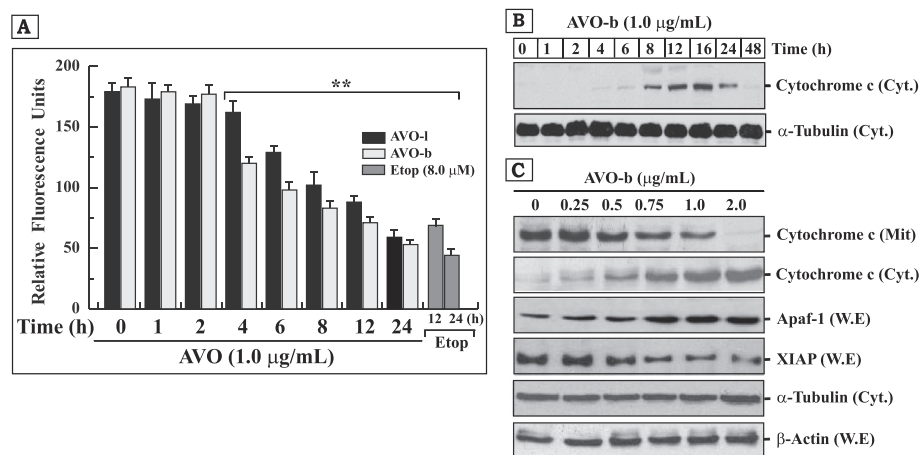 A
200
150
100
50
0
Relative Fluorescence Units
**
AVO-l
AVO-b
Etop (8.0 μM)
12 24 (h)
Time (h) 0 1 2 4 6 8 12 24
Etop
AVO (1.0 μg/mL)
B
AVO-b (1.0 μg/mL)
0 1 2 4 6 8 12 16 24 48 Time (h)
Cytochrome c (Cyt.)
α-Tubulin (Cyt.)
C
AVO-b (μg/mL)
0 0.25 0.5 0.75 1.0 2.0
Cytochrome c (Mit)
Cytochrome c (Cyt.)
Apaf-1 (W.E)
XIAP (W.E)
α-Tubulin (Cyt.)
β-Actin (W.E)